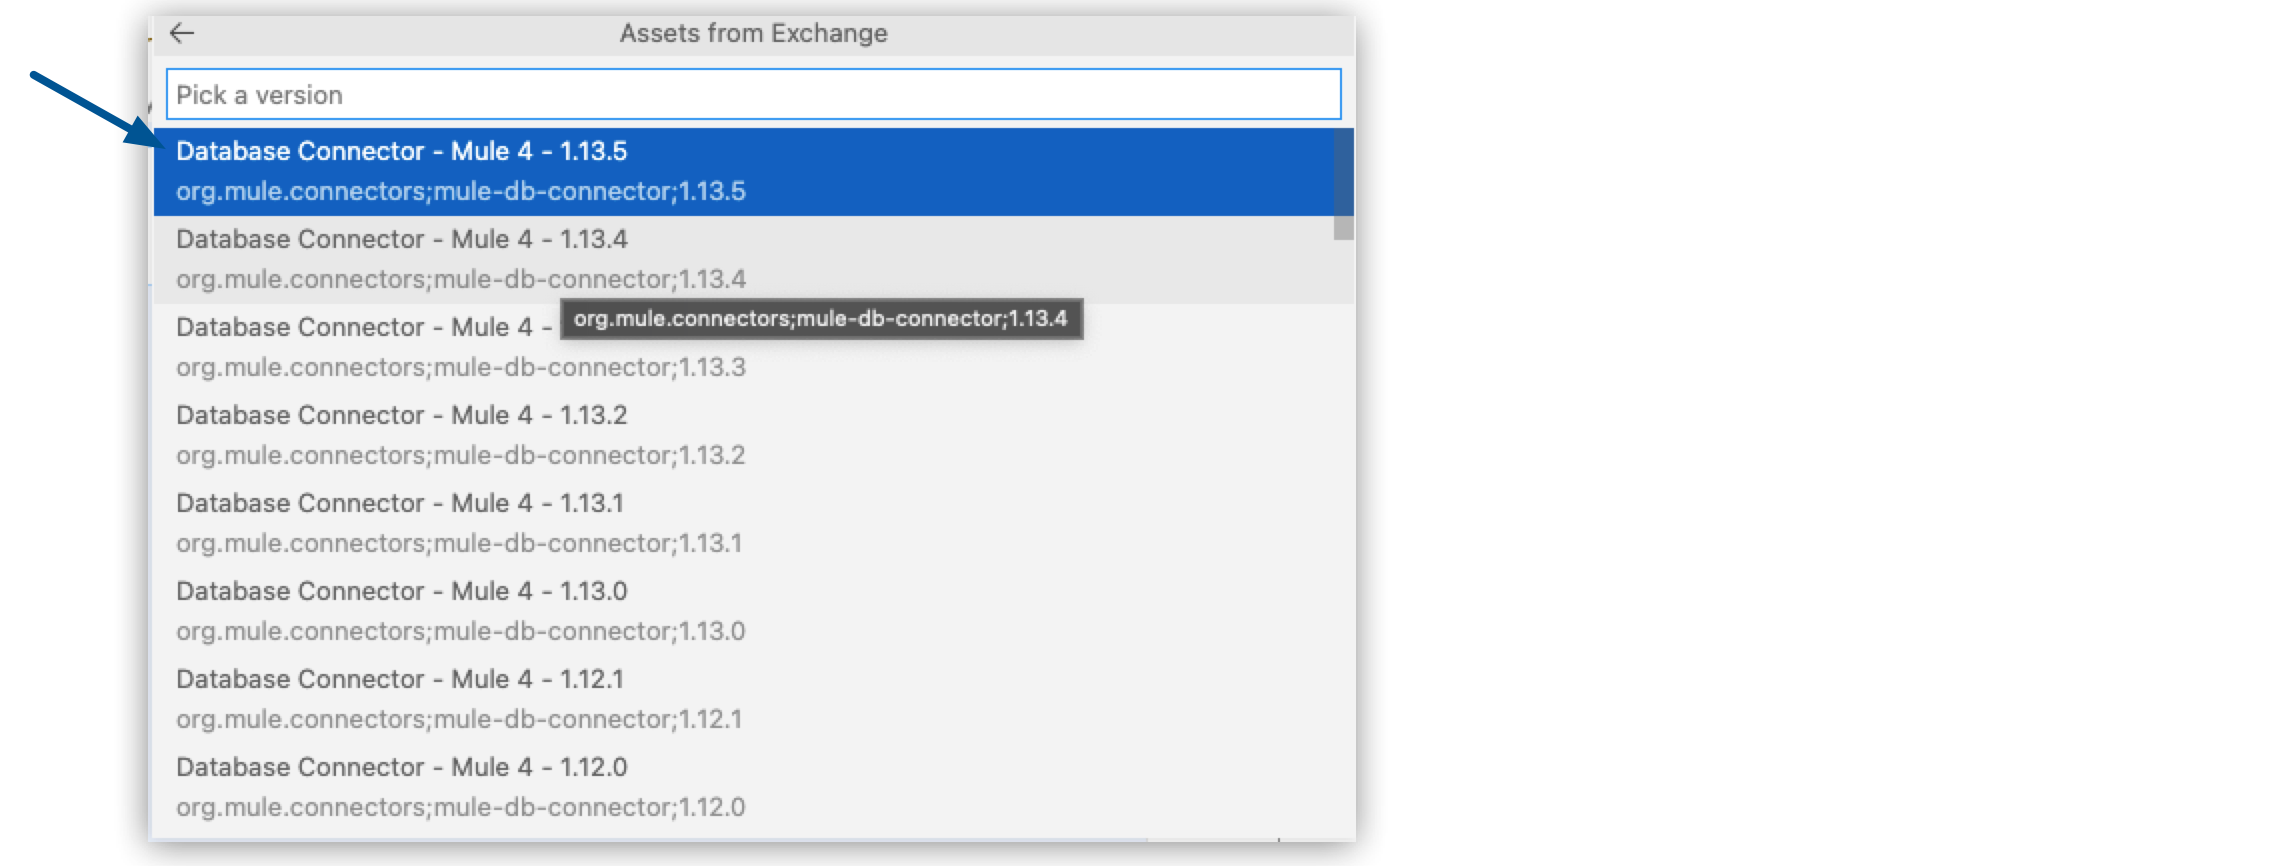 Assets from Exchange
Pick a version
Database Connector - Mule 4 - 1.13.5
org.mule.connectors;mule-db-connector;1.13.5
Database Connector - Mule 4 - 1.13.4
org.mule.connectors;mule-db-connector;1.13.4
Database Connector - Mule 4 -
org.mule.connectors;mule-db-connector;1.13.4
org.mule.connectors;mule-db-connector;1.13.3
Database Connector - Mule 4 - 1.13.2
org.mule.connectors;mule-db-connector;1.13.2
Database Connector - Mule 4 - 1.13.1
org.mule.connectors;mule-db-connector;1.13.1
Database Connector - Mule 4 - 1.13.0
org.mule.connectors;mule-db-connector;1.13.0
Database Connector - Mule 4 - 1.12.1
org.mule.connectors;mule-db-connector;1.12.1
Database Connector - Mule 4 - 1.12.0
org.mule.connectors;mule-db-connector;1.12.0